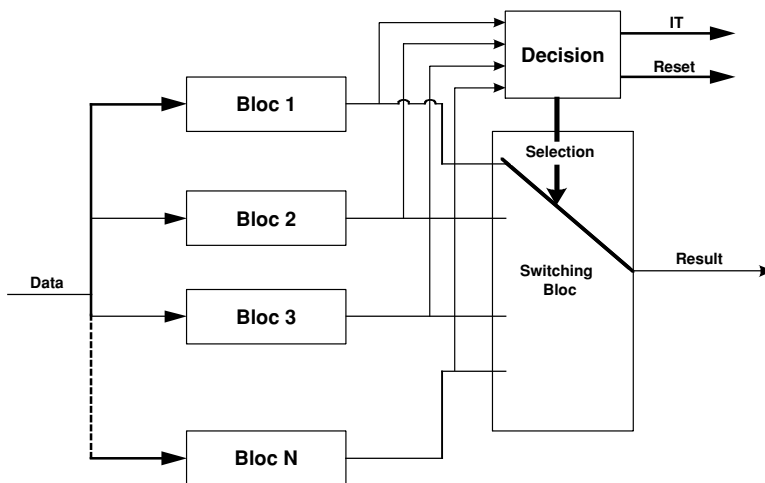 IT
Decision
Reset
Bloc 1
Selection
Bloc 2
Data
Switching
Bloc
Result
Bloc 3
Bloc N